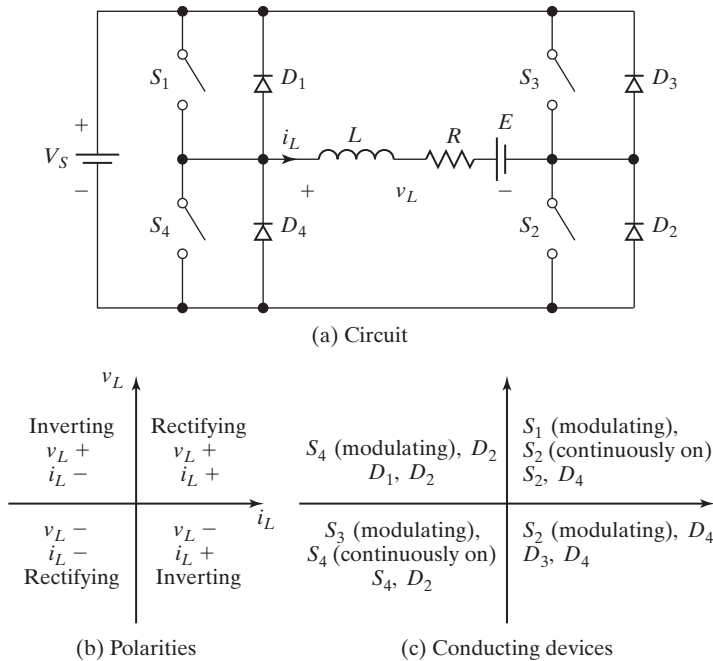 S1 D1 S3 D3
+ iL L R E
VS
− + vL −
S4 D4 S2 D2
(a) Circuit
vL
Inverting
vL +
iL −
Rectifying
vL +
iL +
iL
vL −
iL −
Rectifying
vL −
iL +
Inverting
(b) Polarities
S4 (modulating), D2
D1, D2
S1 (modulating),
S2 (continuously on)
S2, D4
S3 (modulating),
S4 (continuously on)
S4, D2
S2 (modulating), D4
D3, D4
(c) Conducting devices